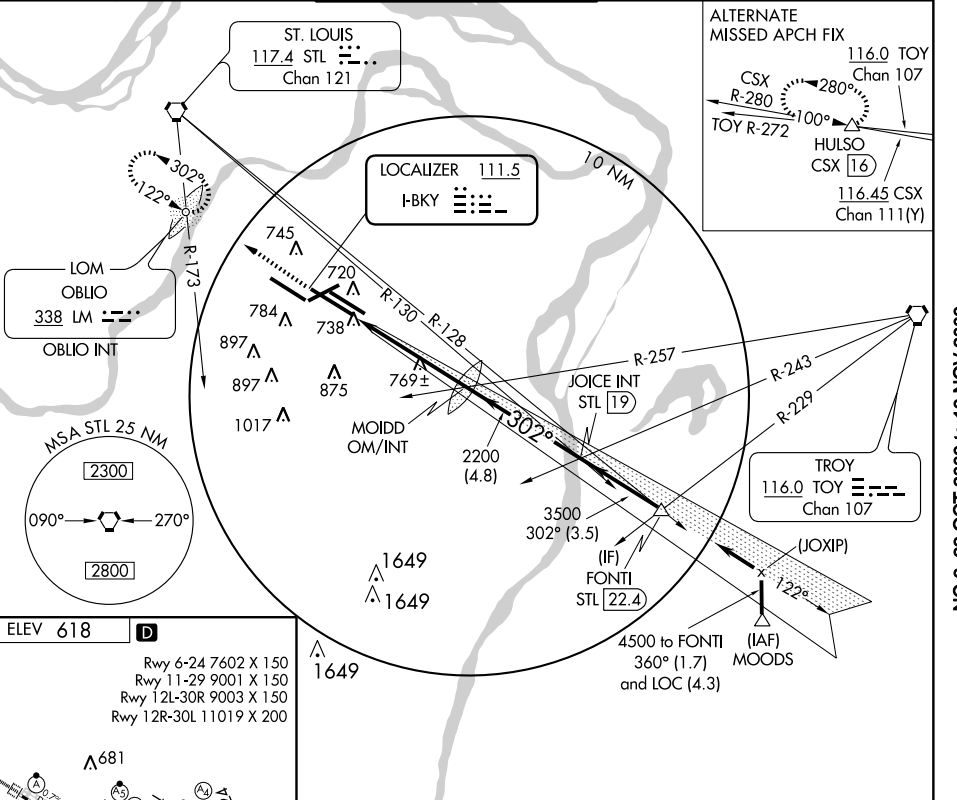 ST. LOUIS
117.4 STL
Chan 121
ALTERNATE
MISSED APCH FIX
116.0 TOY
Chan 107
CSX
R-280
280°
100°
TOY R-272
HULSO
CSX 16
116.45 CSX
Chan 111(Y)
10 NM
LOCALIZER 111.5
I-BKY
302°
122°
R-173
LOM
OBLIO
338 LM
OBLIO INT
745
720
784
738
897
897
875
769±
1017
R-130
R-128
R-257
R-243
R-229
JOICE INT
STL 19
MOIDD
OM/INT
302°
2200
(4.8)
TROY
116.0 TOY
Chan 107
MSA STL 25 NM
2300
090°
270°
2800
3500
302° (3.5)
(IF)
FONTI
STL 22.4
(JOXIP)
122°
1649
1649
1649
4500 to FONTI
360° (1.7)
and LOC (4.3)
(IAF)
MOODS
ELEV 618
D
Rwy 6-24 7602 X 150
Rwy 11-29 9001 X 150
Rwy 12L-30R 9003 X 150
Rwy 12R-30L 11019 X 200
681
A
A5
A4